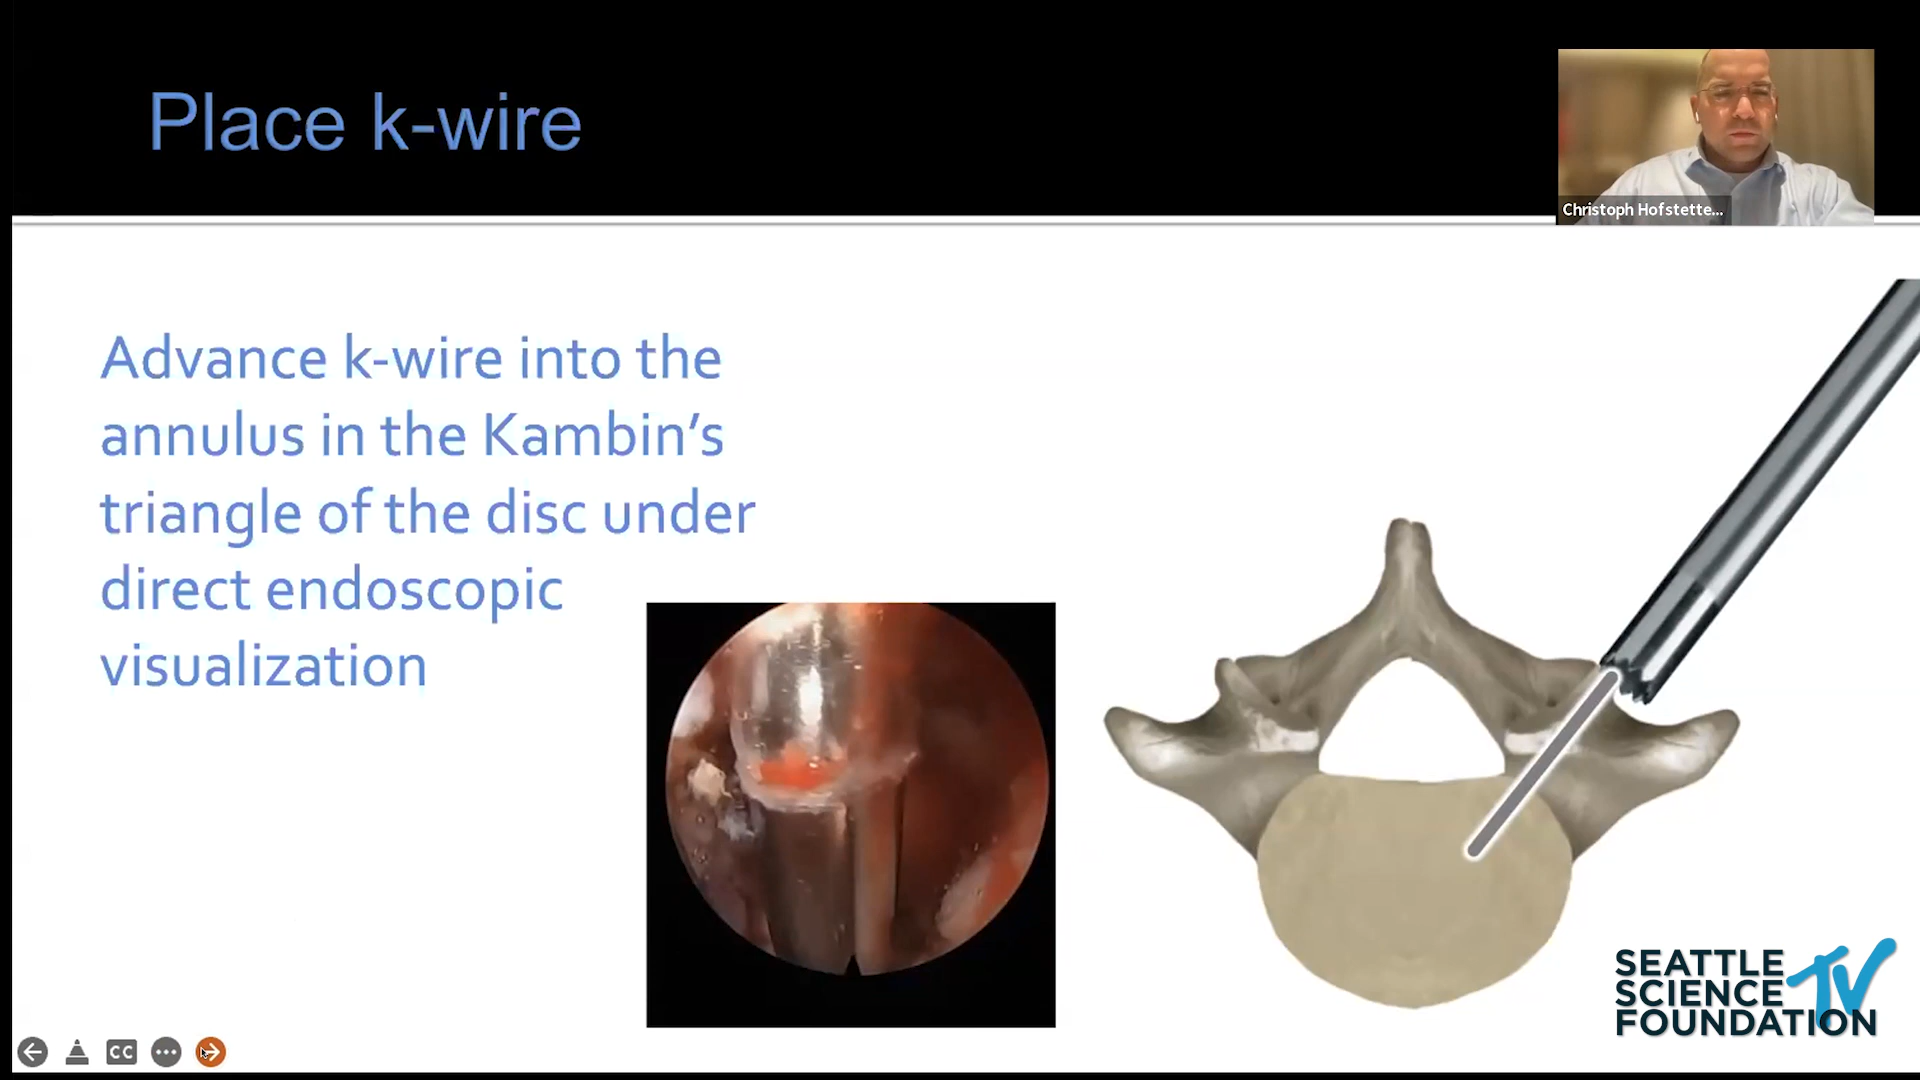 Place k-wire
Christoph Hofstette...
Advance k-wire into the
annulus in the Kambin’s
triangle of the disc under
direct endoscopic
visualization
SEATTLE
SCIENCE
FOUNDATION
TV
CC